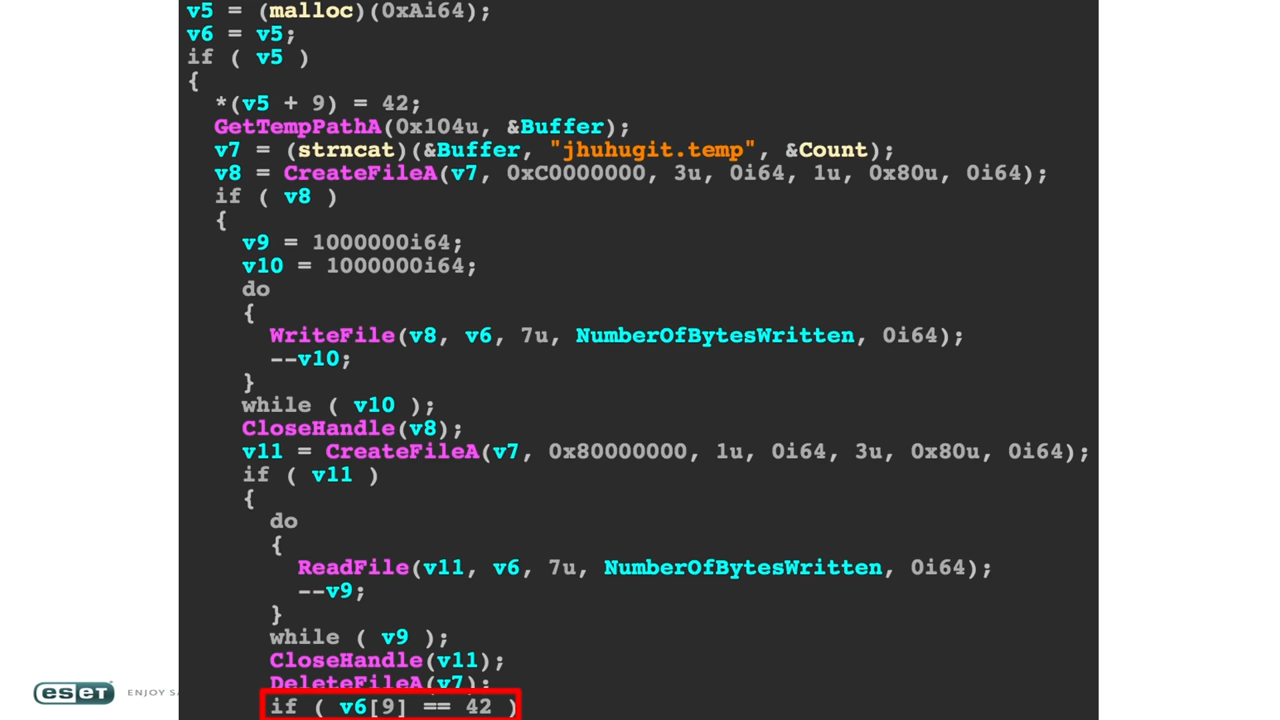 v5 = (malloc)(0xAi64);
v6 = v5;
if ( v5 )
{
*(v5 + 9) = 42;
GetTempPathA(0x104u, &Buffer);
v7 = (strncat)(&Buffer, "jhuhugit.temp", &Count);
v8 = CreateFileA(v7, 0xC0000000, 3u, 0i64, 1u, 0x80u, 0i64);
if ( v8 )
{
v9 = 1000000i64;
v10 = 1000000i64;
do
{
WriteFile(v8, v6, 7u, NumberOfBytesWritten, 0i64);
--v10;
}
while ( v10 );
CloseHandle(v8);
v11 = CreateFileA(v7, 0x80000000, 1u, 0i64, 3u, 0x80u, 0i64);
if ( v11 )
{
do
{
ReadFile(v11, v6, 7u, NumberOfBytesWritten, 0i64);
--v9;
}
while ( v9 );
CloseHandle(v11);
DeleteFileA(v7);
if ( v6[9] == 42 )
eset ENJOY